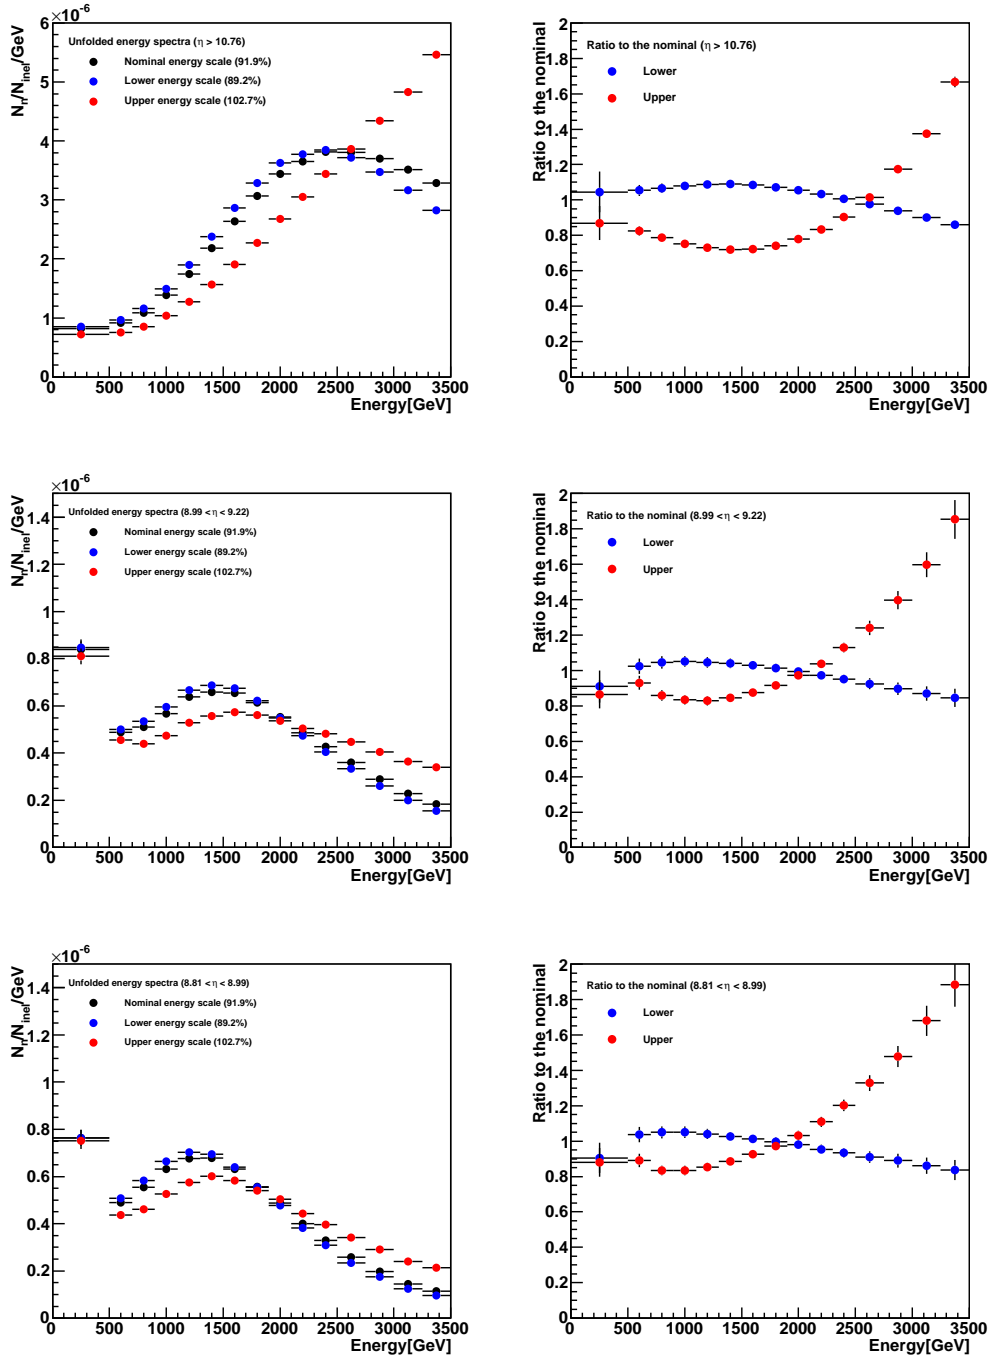 ×10⁻⁶
Nₙ/Nᵢₙₑₗ/GeV
Unfolded energy spectra (η > 10.76)
Nominal energy scale (91.9%)
Lower energy scale (89.2%)
Upper energy scale (102.7%)
6
5
4
3
2
1
0
0 500 1000 1500 2000 2500 3000 3500
Energy[GeV]
Ratio to the nominal
Ratio to the nominal (η > 10.76)
Lower
Upper
2
1.8
1.6
1.4
1.2
1
0.8
0.6
0.4
0.2
0
0 500 1000 1500 2000 2500 3000 3500
Energy[GeV]
×10⁻⁶
Nₙ/Nᵢₙₑₗ/GeV
Unfolded energy spectra (8.99 < η < 9.22)
Nominal energy scale (91.9%)
Lower energy scale (89.2%)
Upper energy scale (102.7%)
1.4
1.2
1
0.8
0.6
0.4
0.2
0
0 500 1000 1500 2000 2500 3000 3500
Energy[GeV]
Ratio to the nominal
Ratio to the nominal (8.99 < η < 9.22)
Lower
Upper
2
1.8
1.6
1.4
1.2
1
0.8
0.6
0.4
0.2
0
0 500 1000 1500 2000 2500 3000 3500
Energy[GeV]
×10⁻⁶
Nₙ/Nᵢₙₑₗ/GeV
Unfolded energy spectra (8.81 < η < 8.99)
Nominal energy scale (91.9%)
Lower energy scale (89.2%)
Upper energy scale (102.7%)
1.4
1.2
1
0.8
0.6
0.4
0.2
0
0 500 1000 1500 2000 2500 3000 3500
Energy[GeV]
Ratio to the nominal
Ratio to the nominal (8.81 < η < 8.99)
Lower
Upper
2
1.8
1.6
1.4
1.2
1
0.8
0.6
0.4
0.2
0
0 500 1000 1500 2000 2500 3000 3500
Energy[GeV]